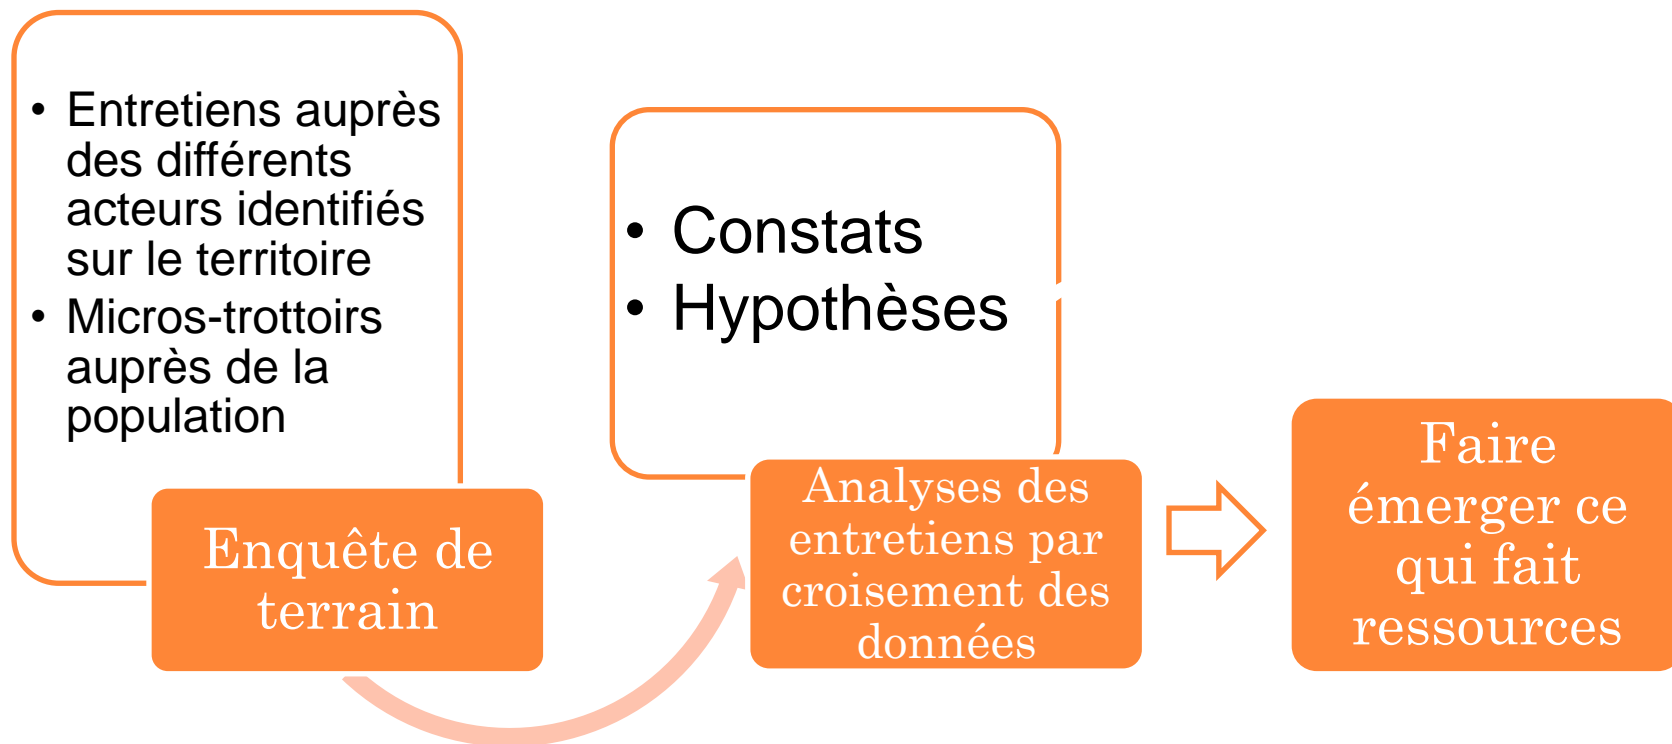 • Entretiens auprès
des différents
acteurs identifiés
sur le territoire
• Micros-trottoirs
auprès de la
population
Enquête de
terrain
• Constats
• Hypothèses
Analyses des
entretiens par
croisement des
données
Faire
émerger ce
qui fait
ressources